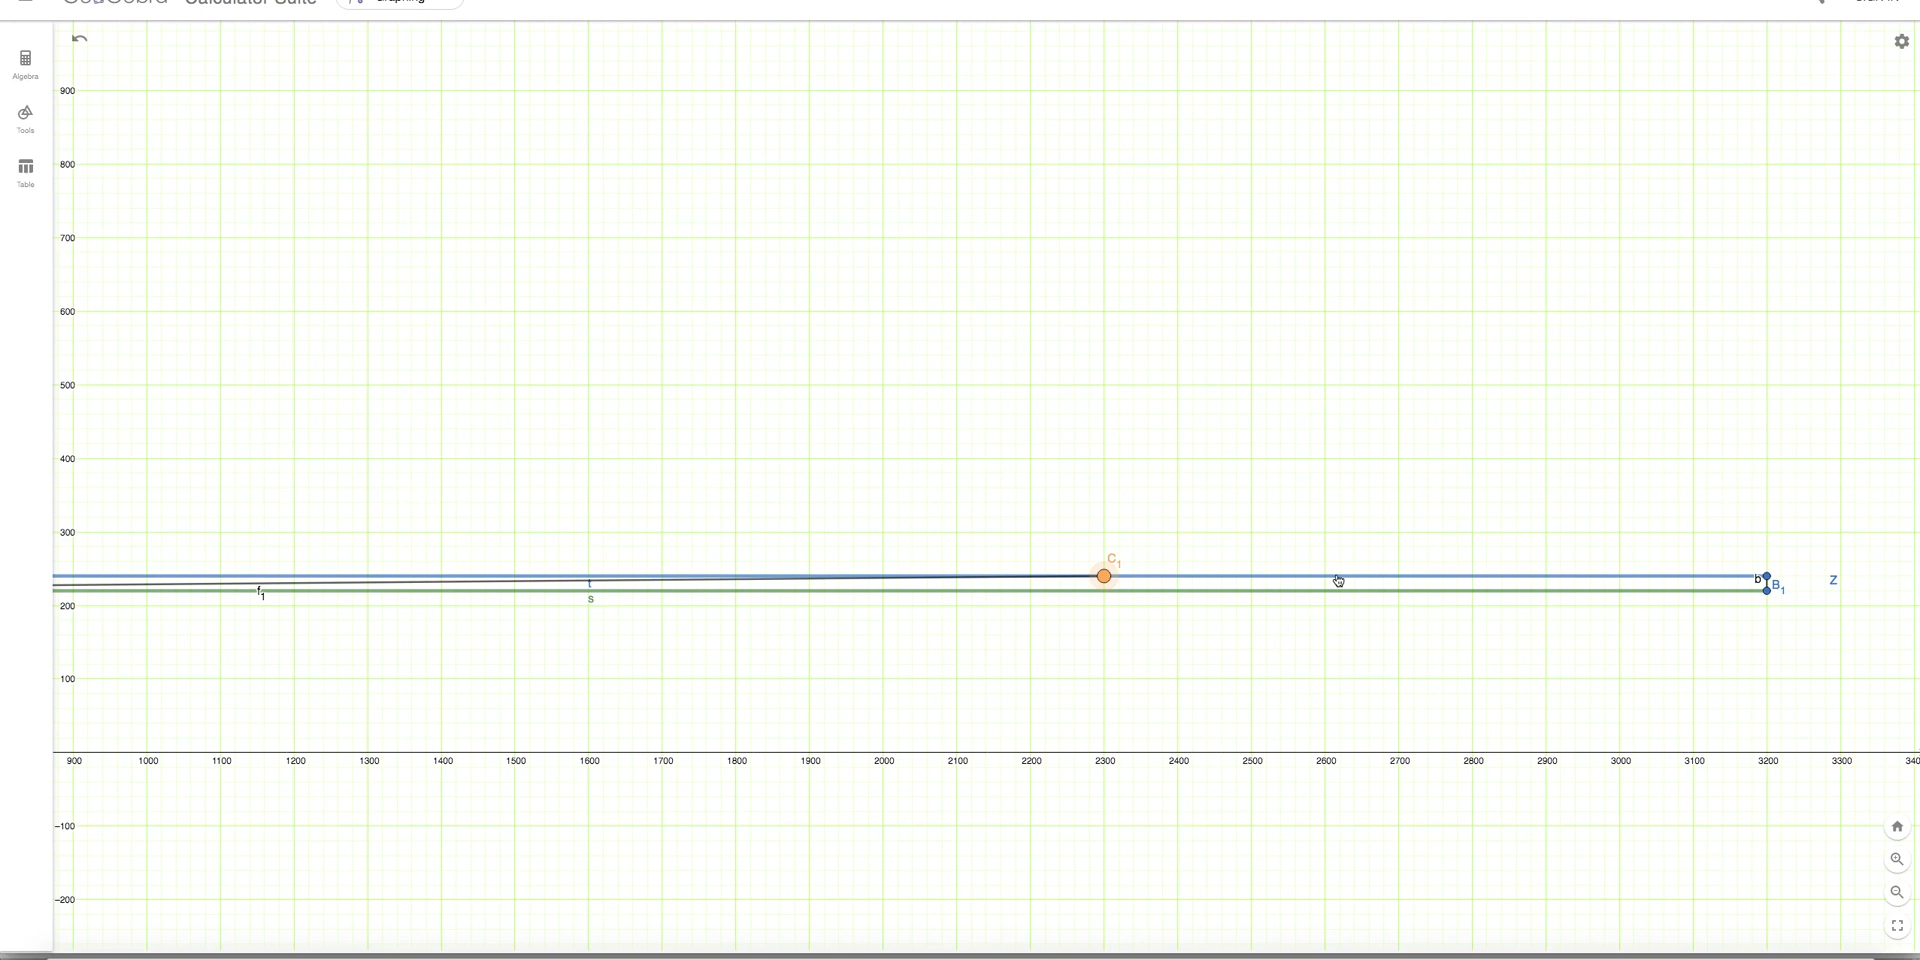 Calculator Suite
Algebra
Tools
Table
900
800
700
600
500
400
300
200
100
C₁
t
s
f₁
b
B₁
Z
900 1000 1100 1200 1300 1400 1500 1600 1700 1800 1900 2000 2100 2200 2300 2400 2500 2600 2700 2800 2900 3000 3100 3200 3300
−100
−200